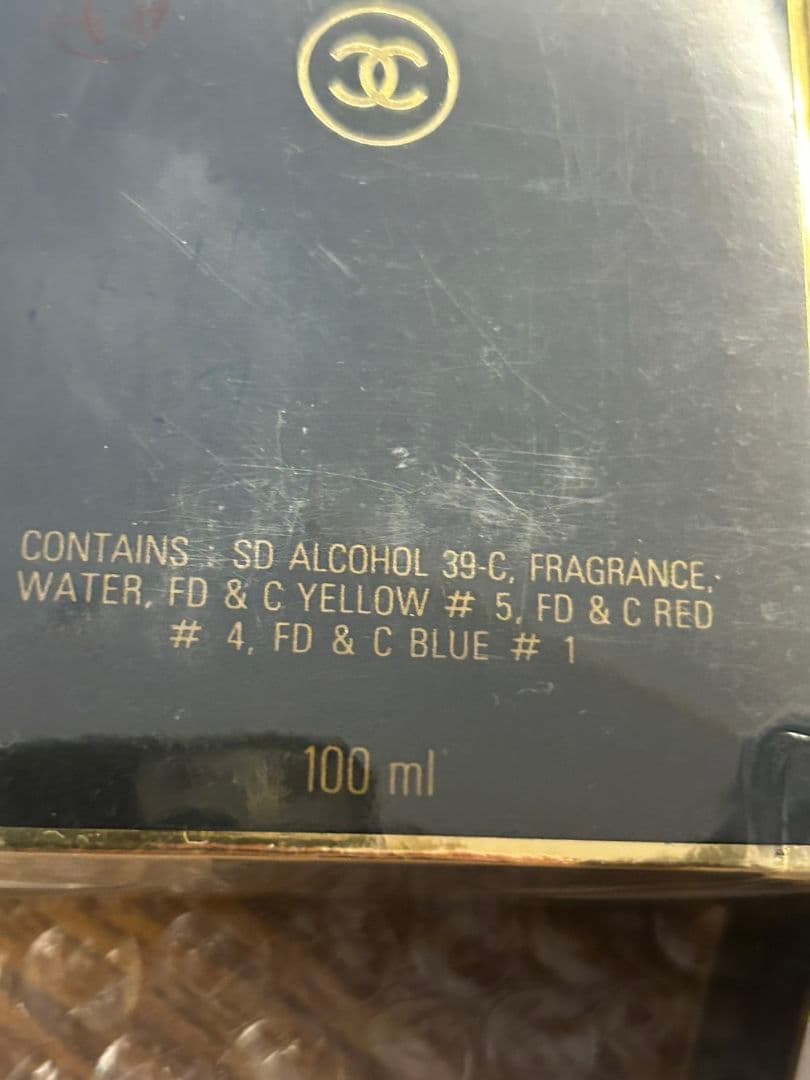 CONTAINS : SD ALCOHOL 39-C, FRAGRANCE,
WATER, FD & C YELLOW # 5, FD & C RED
# 4, FD & C BLUE # 1
100 ml